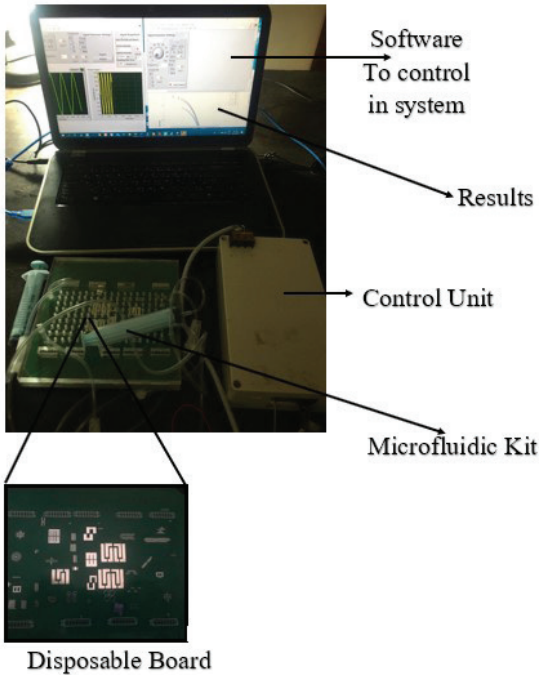 Software
To control
in system
Results
Control Unit
Microfluidic Kit
Disposable Board